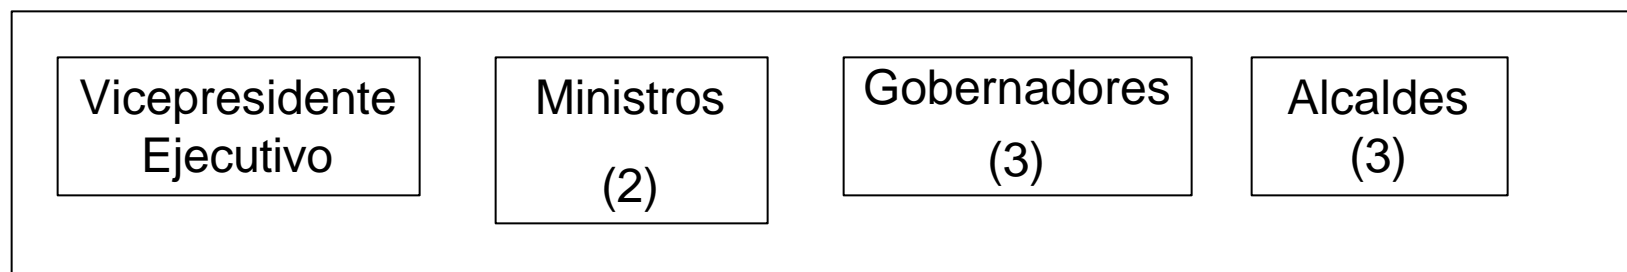 Vicepresidente
Ejecutivo
Ministros
(2)
Gobernadores
(3)
Alcaldes
(3)